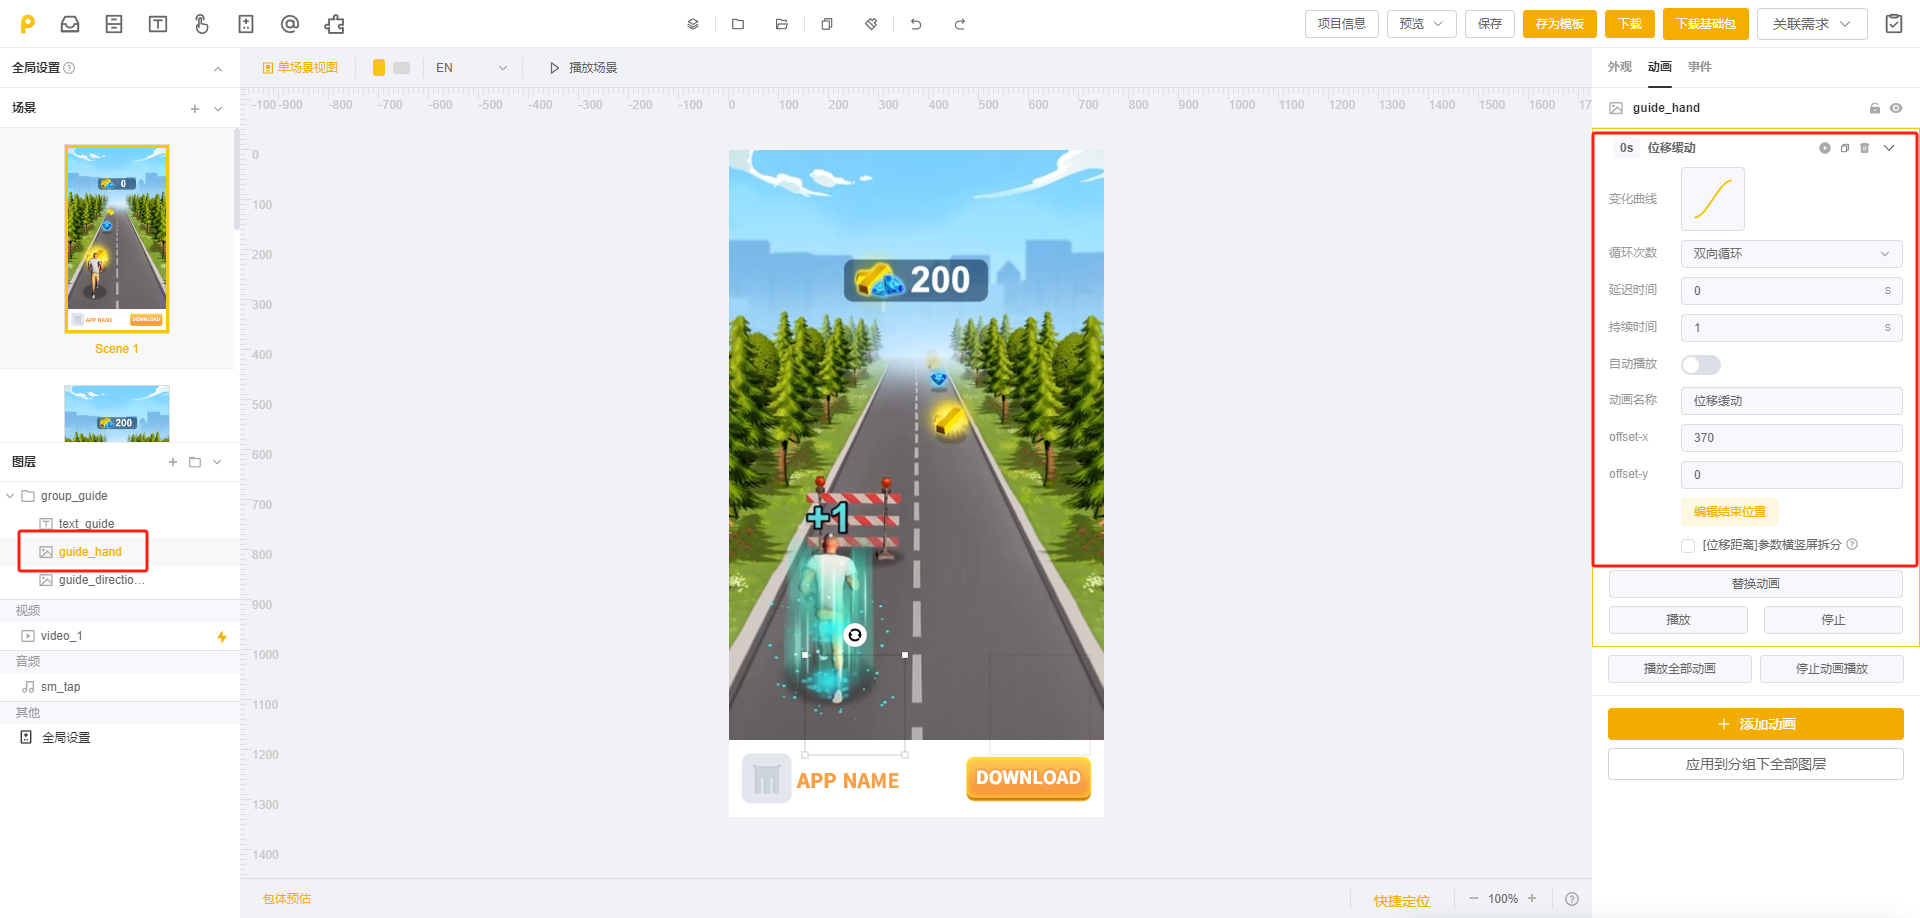 项目信息
预览
保存
存为模板
下载
下载基础包
关联需求
全局设置
单场景视图
EN
播放场景
外观 动画 事件
场景
-100 -900 -800 -700 -600 -500 -400 -300 -200 -100 0 100 200 300 400 500 600 700 800 900 1000 1100 1200 1300 1400 1500 1600 17
guide_hand
0
Scene 1
APP NAME
DOWNLOAD
200
0
100
200
300
400
500
600
700
800
900
1000
1100
1200
1300
1400
200
+1
APP NAME
DOWNLOAD
图层
group_guide
text_guide
guide_hand
guide_directio...
视频
video_1
音频
sm_tap
其他
全局设置
0s 位移缓动
变化曲线
循环次数 双向循环
延迟时间 0 s
持续时间 1 s
自动播放
动画名称 位移缓动
offset-x 370
offset-y 0
编辑结束位置
[位移距离]参数横竖屏拆分
替换动画
播放 停止
播放全部动画 停止动画播放
添加动画
应用到分组下全部图层
包体预估
快捷定位
100%